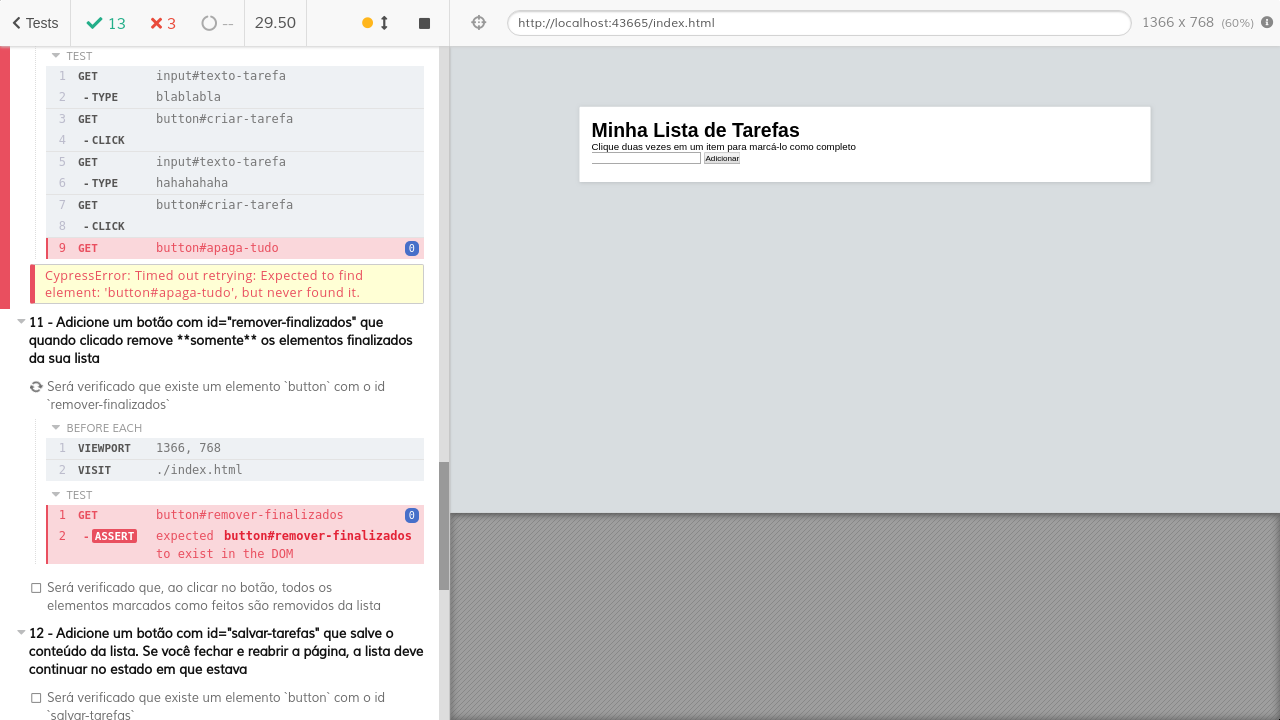 Tests
13
3
--
29.50
http://localhost:43665/index.html
1366 x 768 (60%)
TEST
1 GET input#texto-tarefa
2 - TYPE blablabla
3 GET button#criar-tarefa
4 - CLICK
5 GET input#texto-tarefa
6 - TYPE hahahahaha
7 GET button#criar-tarefa
8 - CLICK
9 GET button#apaga-tudo 0
CypressError: Timed out retrying: Expected to find
element: 'button#apaga-tudo', but never found it.
11 - Adicione um botão com id="remover-finalizados" que
quando clicado remove **somente** os elementos finalizados
da sua lista
Será verificado que existe um elemento `button` com o id
`remover-finalizados`
BEFORE EACH
1 VIEWPORT 1366, 768
2 VISIT ./index.html
TEST
1 GET button#remover-finalizados 0
2 - ASSERT expected button#remover-finalizados
to exist in the DOM
Será verificado que, ao clicar no botão, todos os
elementos marcados como feitos são removidos da lista
12 - Adicione um botão com id="salvar-tarefas" que salve o
conteúdo da lista. Se você fechar e reabrir a página, a lista deve
continuar no estado em que estava
Será verificado que existe um elemento `button` com o id
`salvar-tarefas`
Minha Lista de Tarefas
Clique duas vezes em um item para marcá-lo como completo
Adicionar